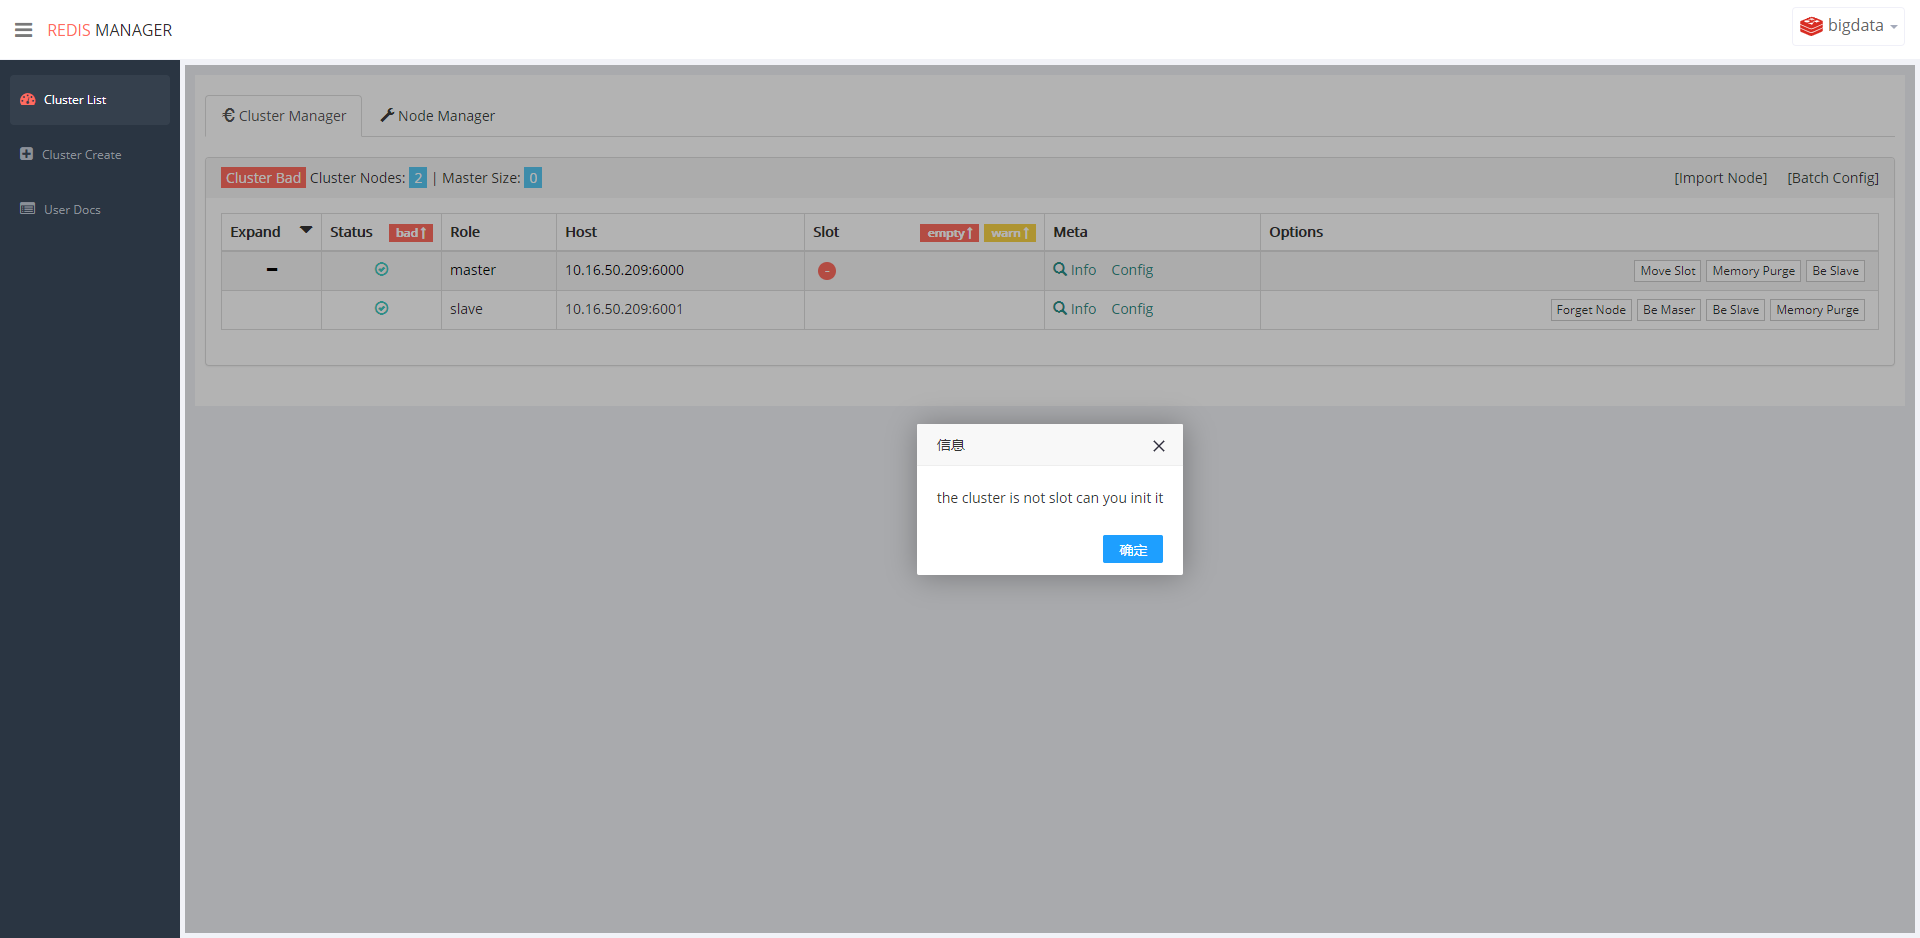 REDIS MANAGER
bigdata
Cluster List
Cluster Create
User Docs
Cluster Manager
Node Manager
Cluster Bad Cluster Nodes: 2 | Master Size: 0
[Import Node] [Batch Config]
Expand Status bad Role Host Slot empty warn Meta Options
master 10.16.50.209:6000 - Info Config Move Slot Memory Purge Be Slave
slave 10.16.50.209:6001 Info Config Forget Node Be Maser Be Slave Memory Purge
信息
the cluster is not slot can you init it
确定